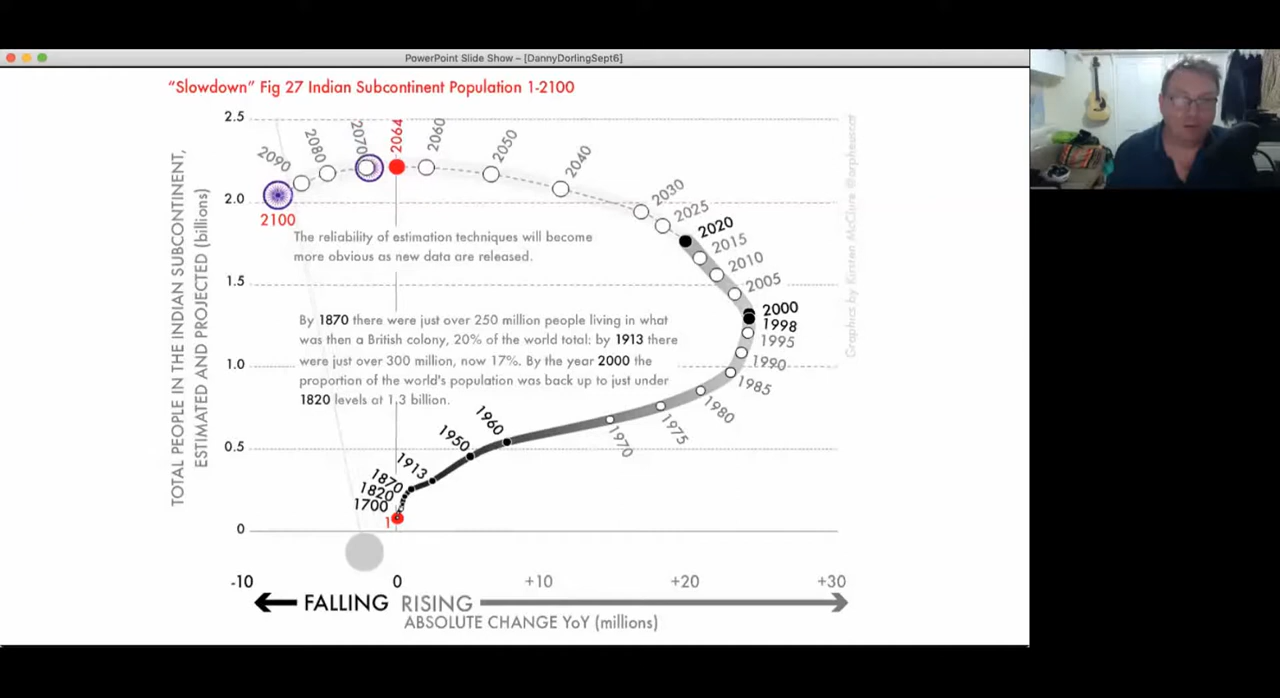 PowerPoint Slide Show – [DannyDorlingSept6]
“Slowdown” Fig 27 Indian Subcontinent Population 1-2100
TOTAL PEOPLE IN THE INDIAN SUBCONTINENT,
ESTIMATED AND PROJECTED (billions)
2.5
2.0
1.5
1.0
0.5
0
2100
2090
2080
2070
2064
2060
2050
2040
2030
2025
2020
2015
2010
2005
2000
1998
1995
1990
1985
1980
1975
1970
1960
1950
1913
1870
1820
1700
1
The reliability of estimation techniques will become
more obvious as new data are released.
By 1870 there were just over 250 million people living in what
was then a British colony, 20% of the world total: by 1913 there
were just over 300 million, now 17%. By the year 2000 the
proportion of the world's population was back up to just under
1820 levels at 1.3 billion.
Graphics by Kirsten McClure @orpheuscat
-10
0
+10
+20
+30
FALLING RISING
ABSOLUTE CHANGE YoY (millions)